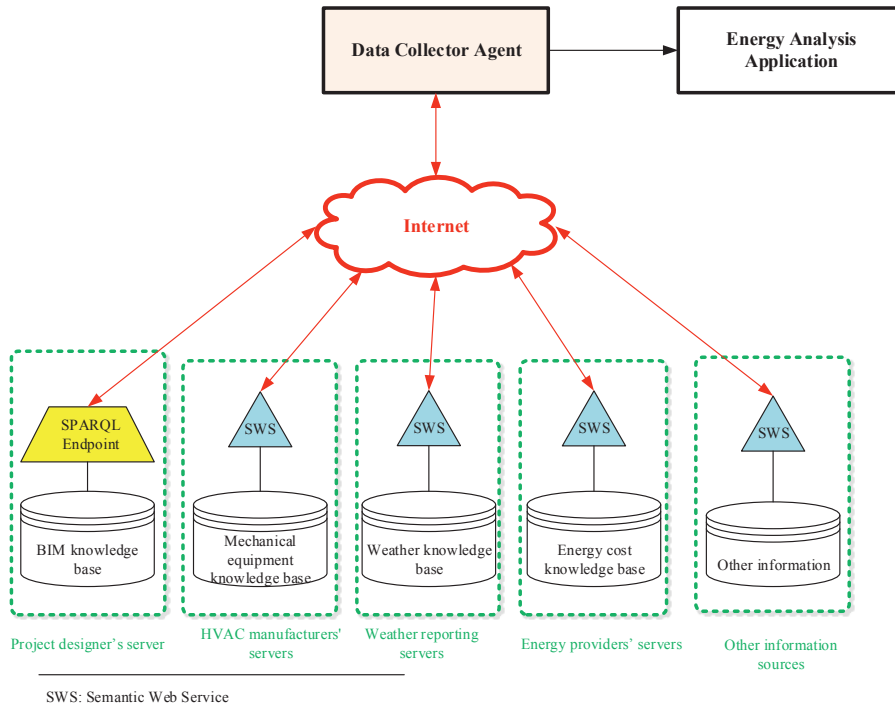 Data Collector Agent
Energy Analysis
Application
Internet
SPARQL
Endpoint
SWS
SWS
SWS
SWS
BIM knowledge
base
Mechanical
equipment
knowledge base
Weather knowledge
base
Energy cost
knowledge base
Other information
Project designer's server
HVAC manufacturers'
servers
Weather reporting
servers
Energy providers' servers
Other information
sources
SWS: Semantic Web Service